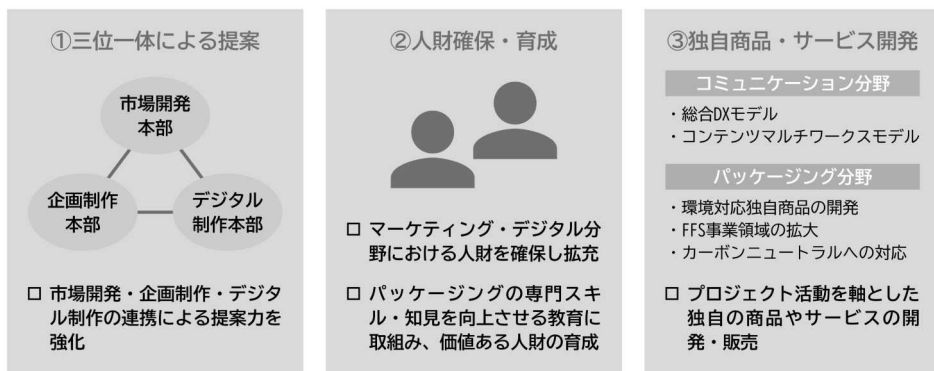 ①三位一体による提案
市場開発
本部
企画制作
本部
デジタル
制作本部
□ 市場開発・企画制作・デジタ
ル制作の連携による提案力を
強化
②人財確保・育成
□ マーケティング・デジタル分
野における人財を確保し拡充
□ パッケージングの専門スキ
ル・知見を向上させる教育に
取組み、価値ある人財の育成
③独自商品・サービス開発
コミュニケーション分野
・総合DXモデル
・コンテンツマルチワークスモデル
パッケージング分野
・環境対応独自商品の開発
・FFS事業領域の拡大
・カーボンニュートラルへの対応
□ プロジェクト活動を軸とした
独自の商品やサービスの開
発・販売